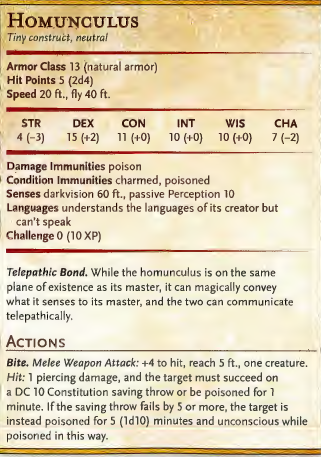 HOMUNCULUS
Tiny construct, neutral
Armor Class 13 (natural armor)
Hit Points 5 (2d4)
Speed 20 ft., fly 40 ft.
STR DEX CON INT WIS CHA
4 (−3) 15 (+2) 11 (+0) 10 (+0) 10 (+0) 7 (−2)
Damage Immunities poison
Condition Immunities charmed, poisoned
Senses darkvision 60 ft., passive Perception 10
Languages understands the languages of its creator but
can't speak
Challenge 0 (10 XP)
Telepathic Bond. While the homunculus is on the same
plane of existence as its master, it can magically convey
what it senses to its master, and the two can communicate
telepathically.
ACTIONS
Bite. Melee Weapon Attack: +4 to hit, reach 5 ft., one creature.
Hit: 1 piercing damage, and the target must succeed on
a DC 10 Constitution saving throw or be poisoned for 1
minute. If the saving throw fails by 5 or more, the target is
instead poisoned for 5 (1d10) minutes and unconscious while
poisoned in this way.